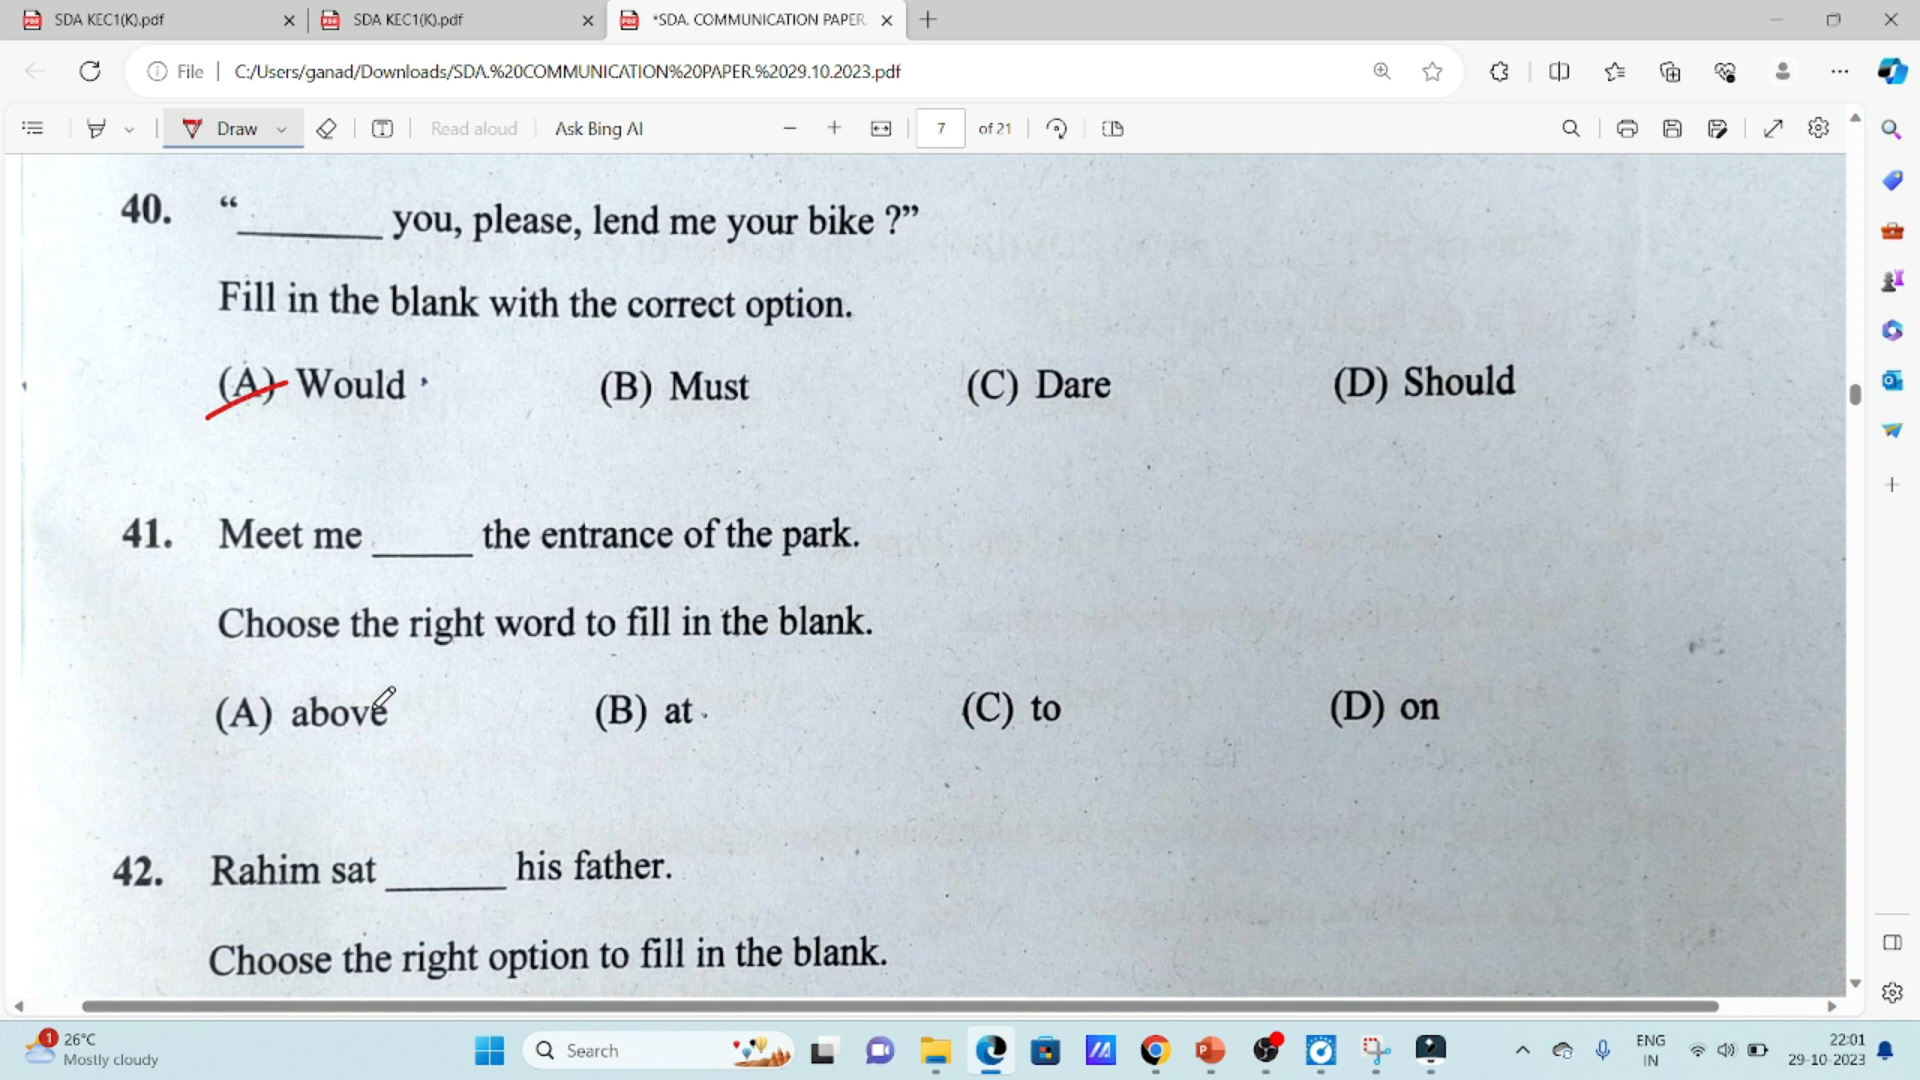 SDA KEC1(K).pdf
SDA KEC1(K).pdf
*SDA. COMMUNICATION PAPER.
File
C:/Users/ganad/Downloads/SDA.%20COMMUNICATION%20PAPER.%2029.10.2023.pdf
Draw
Read aloud
Ask Bing AI
7 of 21
40. "______ you, please, lend me your bike ?"
Fill in the blank with the correct option.
(A) Would (B) Must (C) Dare (D) Should
41. Meet me _____ the entrance of the park.
Choose the right word to fill in the blank.
(A) above (B) at (C) to (D) on
42. Rahim sat ______ his father.
Choose the right option to fill in the blank.
1
26°C
Mostly cloudy
Search
ENG
IN
22:01
29-10-2023